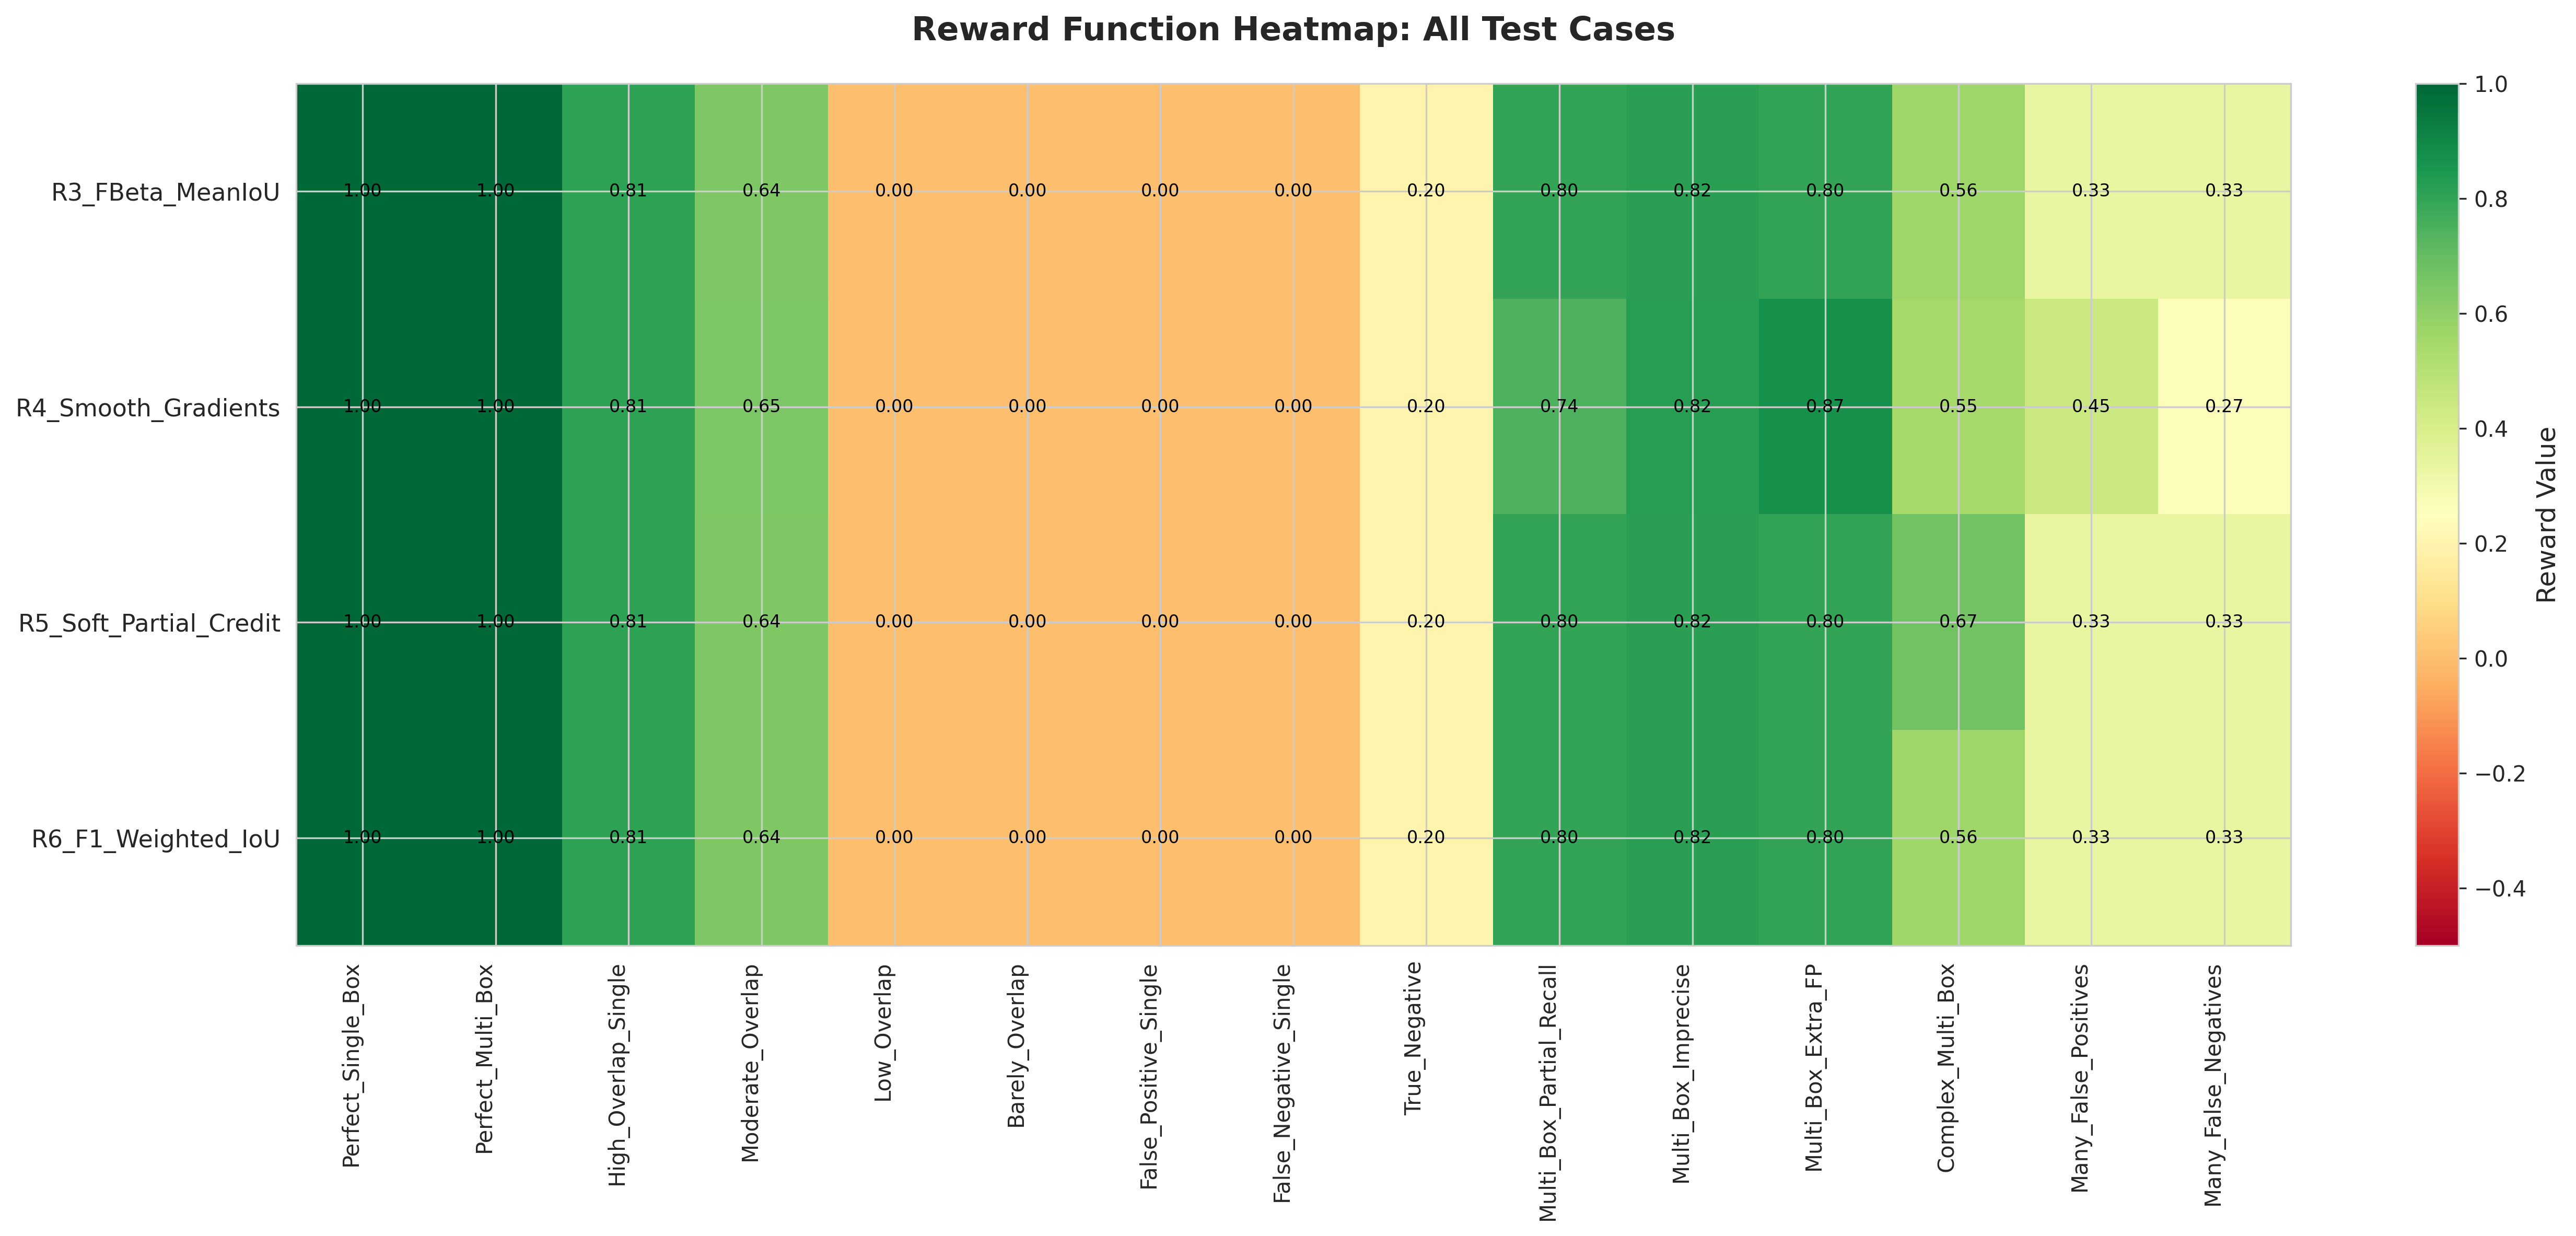 Reward Function Heatmap: All Test Cases
R3_FBeta_MeanIoU 1.00 1.00 0.81 0.64 0.00 0.00 0.00 0.00 0.20 0.80 0.82 0.80 0.56 0.33 0.33
R4_Smooth_Gradients 1.00 1.00 0.81 0.65 0.00 0.00 0.00 0.00 0.20 0.74 0.82 0.87 0.55 0.45 0.27
R5_Soft_Partial_Credit 1.00 1.00 0.81 0.64 0.00 0.00 0.00 0.00 0.20 0.80 0.82 0.80 0.67 0.33 0.33
R6_F1_Weighted_IoU 1.00 1.00 0.81 0.64 0.00 0.00 0.00 0.00 0.20 0.80 0.82 0.80 0.56 0.33 0.33
Perfect_Single_Box
Perfect_Multi_Box
High_Overlap_Single
Moderate_Overlap
Low_Overlap
Barely_Overlap
False_Positive_Single
False_Negative_Single
True_Negative
Multi_Box_Partial_Recall
Multi_Box_Imprecise
Multi_Box_Extra_FP
Complex_Multi_Box
Many_False_Positives
Many_False_Negatives
1.0
0.8
0.6
0.4
0.2
0.0
−0.2
−0.4
Reward Value